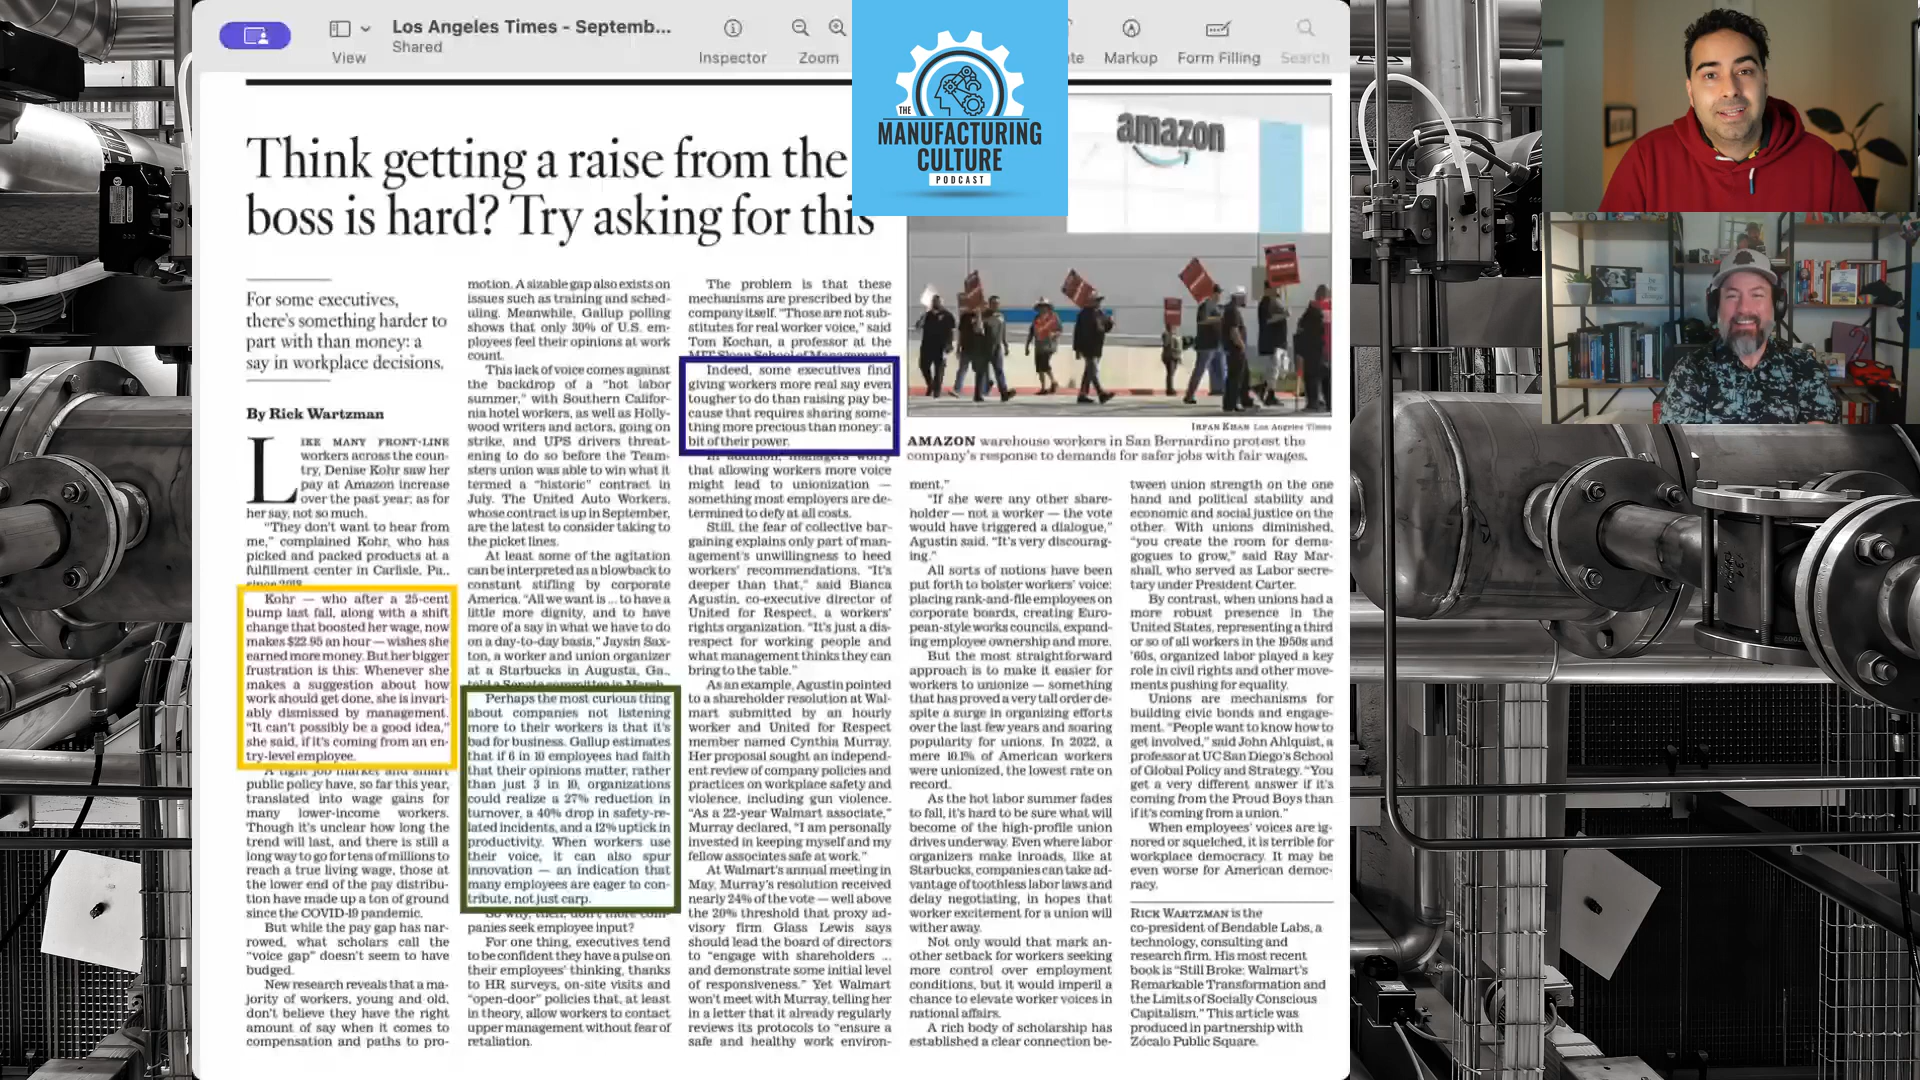 Los Angeles Times - Septemb...
Shared
View
Inspector
Zoom
Markup
Form Filling
Search
THE
MANUFACTURING
CULTURE
PODCAST
amazon
Think getting a raise from the
boss is hard? Try asking for this
For some executives,
there's something harder to
part with than money: a
say in workplace decisions.
By Rick Wartzman
LIKE MANY FRONT-LINE
workers across the coun-
try, Denise Kohr saw her
pay at Amazon increase
over the past year; as for
her say, not so much.
"They don't want to hear from
me," complained Kohr, who has
picked and packed products at a
fulfillment center in Carlisle, Pa.,
since 2018.
Kohr — who after a 25-cent
bump last fall, along with a shift
change that boosted her wage, now
makes $22.95 an hour — wishes she
earned more money. But her bigger
frustration is this: Whenever she
makes a suggestion about how
work should get done, she is invari-
ably dismissed by management.
"It can't possibly be a good idea,"
she said, if it's coming from an en-
try-level employee.
A tight job market and smart
public policy have, so far this year,
translated into wage gains for
many lower-income workers.
Though it's unclear how long the
trend will last, and there is still a
long way to go for tens of millions to
reach a true living wage, those at
the lower end of the pay distribu-
tion have made up a ton of ground
since the COVID-19 pandemic.
But while the pay gap has nar-
rowed, what scholars call the
"voice gap" doesn't seem to have
budged.
New research reveals that a ma-
jority of workers, young and old,
don't believe they have the right
amount of say when it comes to
compensation and paths to pro-
motion. A sizable gap also exists on
issues such as training and sched-
uling. Meanwhile, Gallup polling
shows that only 30% of U.S. em-
ployees feel their opinions at work
count.
This lack of voice comes against
the backdrop of a "hot labor
summer," with Southern Califor-
nia hotel workers, as well as Holly-
wood writers and actors, going on
strike, and UPS drivers threat-
ening to do so before the Team-
sters union was able to win what it
termed a "historic" contract in
July. The United Auto Workers,
whose contract is up in September,
are the latest to consider taking to
the picket lines.
At least some of the agitation
can be interpreted as a blowback to
constant stifling by corporate
America. "All we want is ... to have a
little more dignity, and to have
more of a say in what we have to do
on a day-to-day basis," Jaysin Sax-
ton, a worker and union organizer
at a Starbucks in Augusta, Ga.,
told a Senate committee in March.
Perhaps the most curious thing
about companies not listening
more to their workers is that it's
bad for business. Gallup estimates
that if 6 in 10 employees had faith
that their opinions matter, rather
than just 3 in 10, organizations
could realize a 27% reduction in
turnover, a 40% drop in safety-re-
lated incidents, and a 12% uptick in
productivity. When workers use
their voice, it can also spur
innovation — an indication that
many employees are eager to con-
tribute, not just carp.
So why, then, don't more com-
panies seek employee input?
For one thing, executives tend
to be confident they have a pulse on
their employees' thinking, thanks
to HR surveys, on-site visits and
"open-door" policies that, at least
in theory, allow workers to contact
upper management without fear of
retaliation.
The problem is that these
mechanisms are prescribed by the
company itself. "Those are not sub-
stitutes for real worker voice," said
Tom Kochan, a professor at the
MIT Sloan School of Management.
Indeed, some executives find
giving workers more real say even
tougher to do than raising pay be-
cause that requires sharing some-
thing more precious than money: a
bit of their power.
In addition, managers worry
that allowing workers more voice
might lead to unionization —
something most employers are de-
termined to defy at all costs.
Still, the fear of collective bar-
gaining explains only part of man-
agement's unwillingness to heed
workers' recommendations. "It's
deeper than that," said Bianca
Agustin, co-executive director of
United for Respect, a workers'
rights organization. "It's just a dis-
respect for working people and
what management thinks they can
bring to the table."
As an example, Agustin pointed
to a shareholder resolution at Wal-
mart submitted by an hourly
worker and United for Respect
member named Cynthia Murray.
Her proposal sought an independ-
ent review of company policies and
practices on workplace safety and
violence, including gun violence.
"As a 22-year Walmart associate,"
Murray declared, "I am personally
invested in keeping myself and my
fellow associates safe at work."
At Walmart's annual meeting in
May, Murray's resolution received
nearly 24% of the vote — well above
the 20% threshold that proxy ad-
visory firm Glass Lewis says
should lead the board of directors
to "engage with shareholders ...
and demonstrate some initial level
of responsiveness." Yet Walmart
won't meet with Murray, telling her
in a letter that it already regularly
reviews its protocols to "ensure a
safe and healthy work environ-
IRFAN KHAN Los Angeles Times
AMAZON warehouse workers in San Bernardino protest the
company's response to demands for safer jobs with fair wages.
ment."
"If she were any other share-
holder — not a worker — the vote
would have triggered a dialogue,"
Agustin said. "It's very discourag-
ing."
All sorts of notions have been
put forth to bolster workers' voice:
placing rank-and-file employees on
corporate boards, creating Euro-
pean-style works councils, expand-
ing employee ownership and more.
But the most straightforward
approach is to make it easier for
workers to unionize — something
that has proved a very tall order de-
spite a surge in organizing efforts
over the last few years and soaring
popularity for unions. In 2022, a
mere 10.1% of American workers
were unionized, the lowest rate on
record.
As the hot labor summer fades
to fall, it's hard to be sure what will
become of the high-profile union
drives underway. Even where labor
organizers make inroads, like at
Starbucks, companies can take ad-
vantage of toothless labor laws and
delay negotiating, in hopes that
worker excitement for a union will
wither away.
Not only would that mark an-
other setback for workers seeking
more control over employment
conditions, but it would imperil a
chance to elevate worker voices in
national affairs.
A rich body of scholarship has
established a clear connection be-
tween union strength on the one
hand and political stability and
economic and social justice on the
other. With unions diminished,
"you create the room for dema-
gogues to grow," said Ray Mar-
shall, who served as Labor secre-
tary under President Carter.
By contrast, when unions had a
more robust presence in the
United States, representing a third
or so of all workers in the 1950s and
'60s, organized labor played a key
role in civil rights and other move-
ments pushing for equality.
Unions are mechanisms for
building civic bonds and engage-
ment. "People want to know how to
get involved," said John Ahlquist, a
professor at UC San Diego's School
of Global Policy and Strategy. "You
get a very different answer if it's
coming from the Proud Boys than
if it's coming from a union."
When employees' voices are ig-
nored or squelched, it is terrible for
workplace democracy. It may be
even worse for American democ-
racy.
RICK WARTZMAN is the
co-president of Bendable Labs, a
technology, consulting and
research firm. His most recent
book is "Still Broke: Walmart's
Remarkable Transformation and
the Limits of Socially Conscious
Capitalism." This article was
produced in partnership with
Zócalo Public Square.